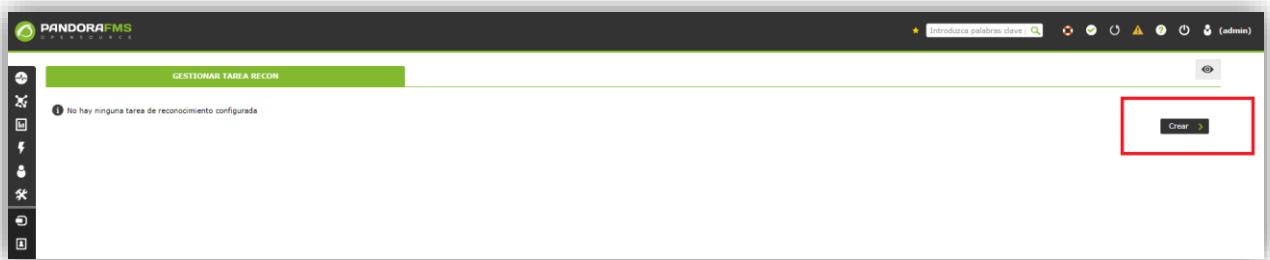 PANDORAFMS
OPENSOURCE
Introduzca palabras clave
(admin)
GESTIONAR TAREA RECON
No hay ninguna tarea de reconocimiento configurada
Crear